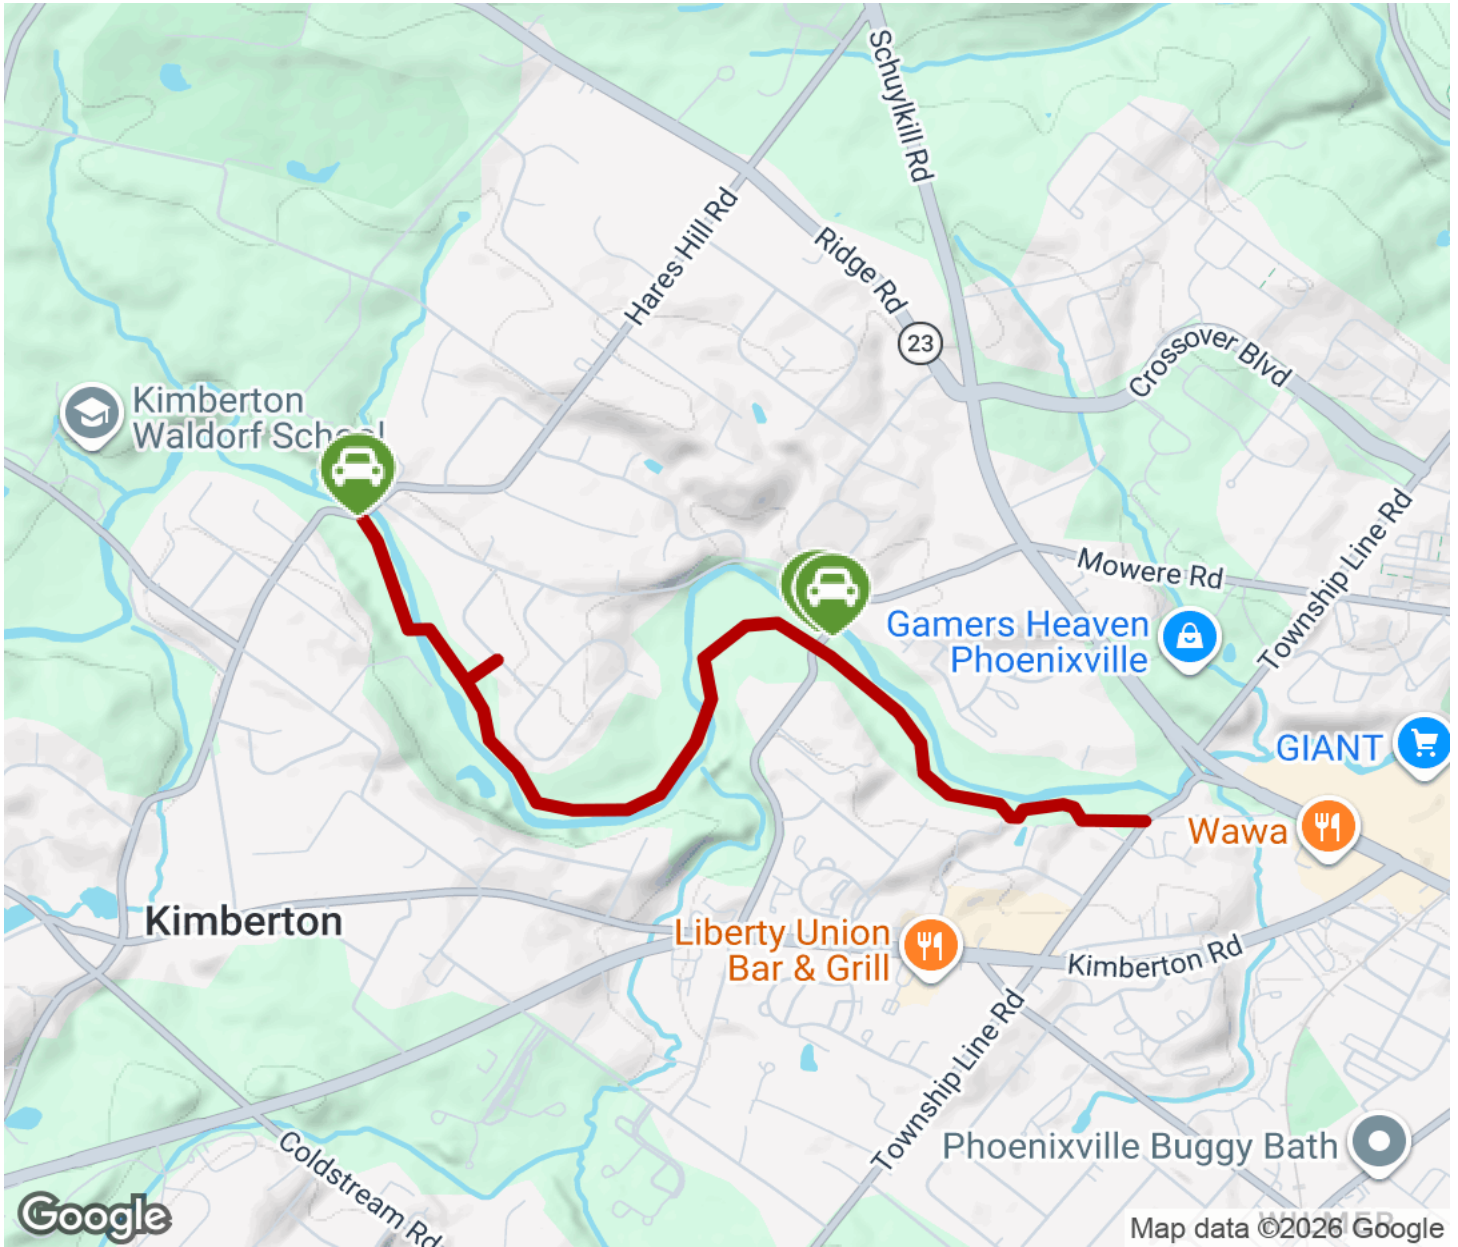 Schuylkill Rd
Hares Hill Rd
Ridge Rd
23
Crossover Blvd
Kimberton
Waldorf School
Township Line Rd
Mowere Rd
Gamers Heaven
Phoenixville
GIANT
Wawa
Kimberton
Liberty Union
Bar & Grill
Kimberton Rd
Township Line Rd
Coldstream Rd
Phoenixville Buggy Bath
Google
Map data ©2026 Google